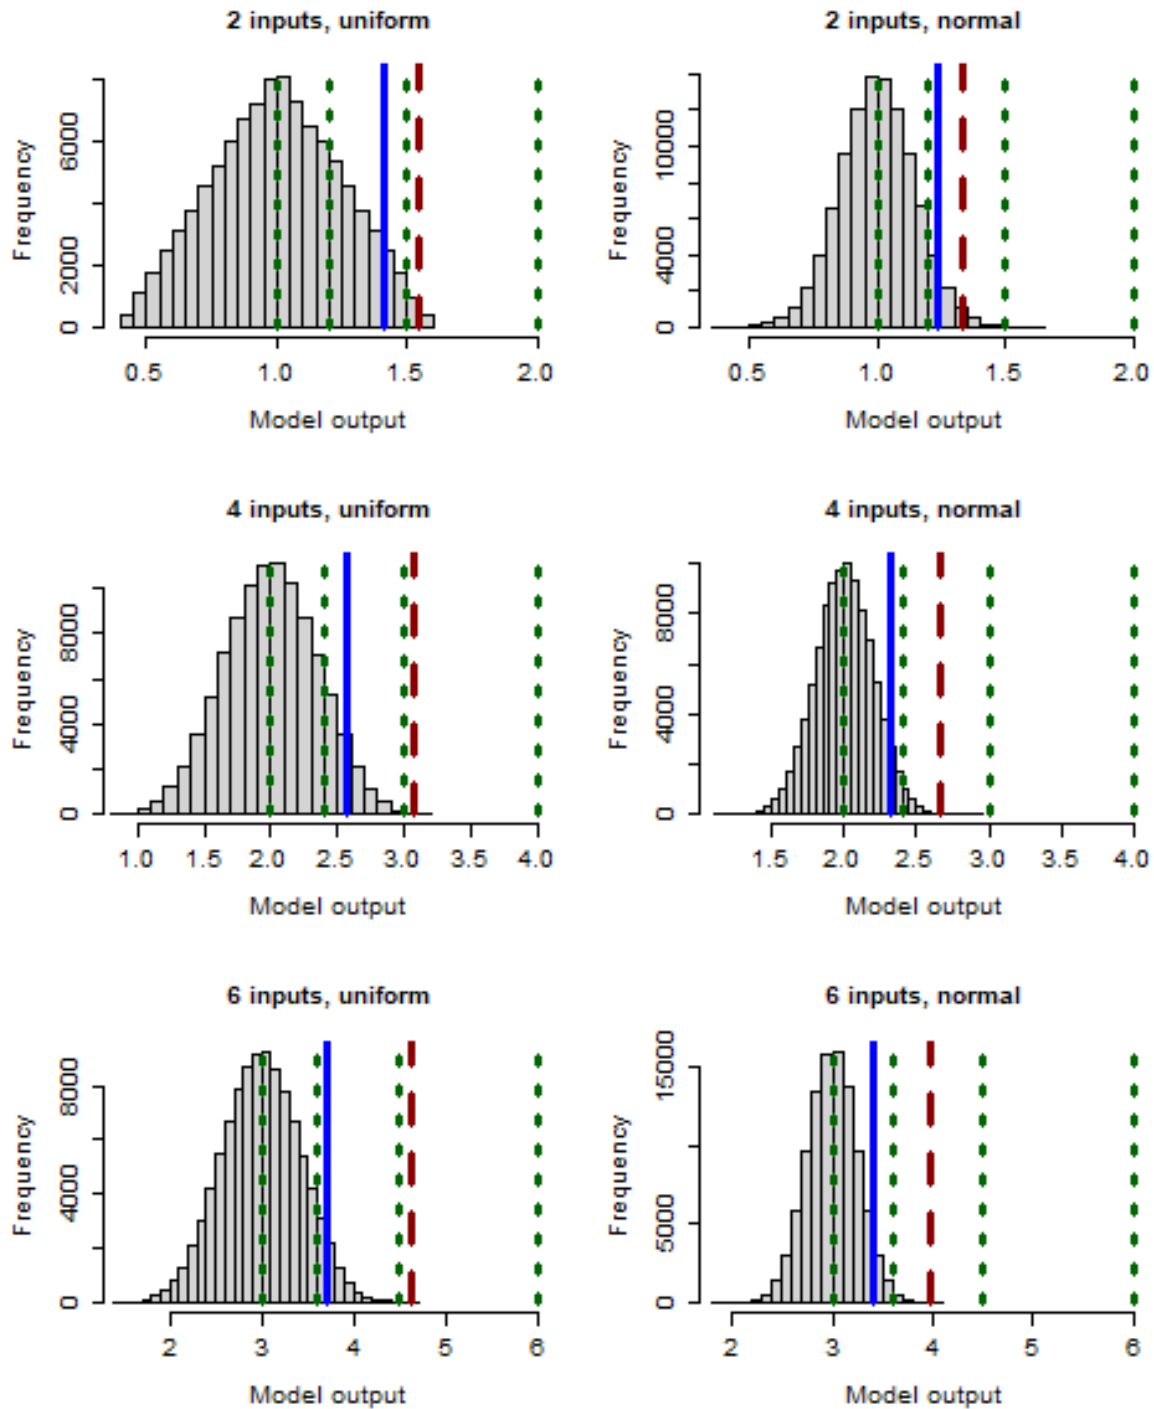 2 inputs, uniform
Frequency
0 2000 6000
0.5 1.0 1.5 2.0
Model output
2 inputs, normal
Frequency
0 4000 10000
0.5 1.0 1.5 2.0
Model output
4 inputs, uniform
Frequency
0 4000 8000
1.0 1.5 2.0 2.5 3.0 3.5 4.0
Model output
4 inputs, normal
Frequency
0 4000 8000
1.5 2.0 2.5 3.0 3.5 4.0
Model output
6 inputs, uniform
Frequency
0 4000 8000
2 3 4 5 6
Model output
6 inputs, normal
Frequency
0 5000 15000
2 3 4 5 6
Model output